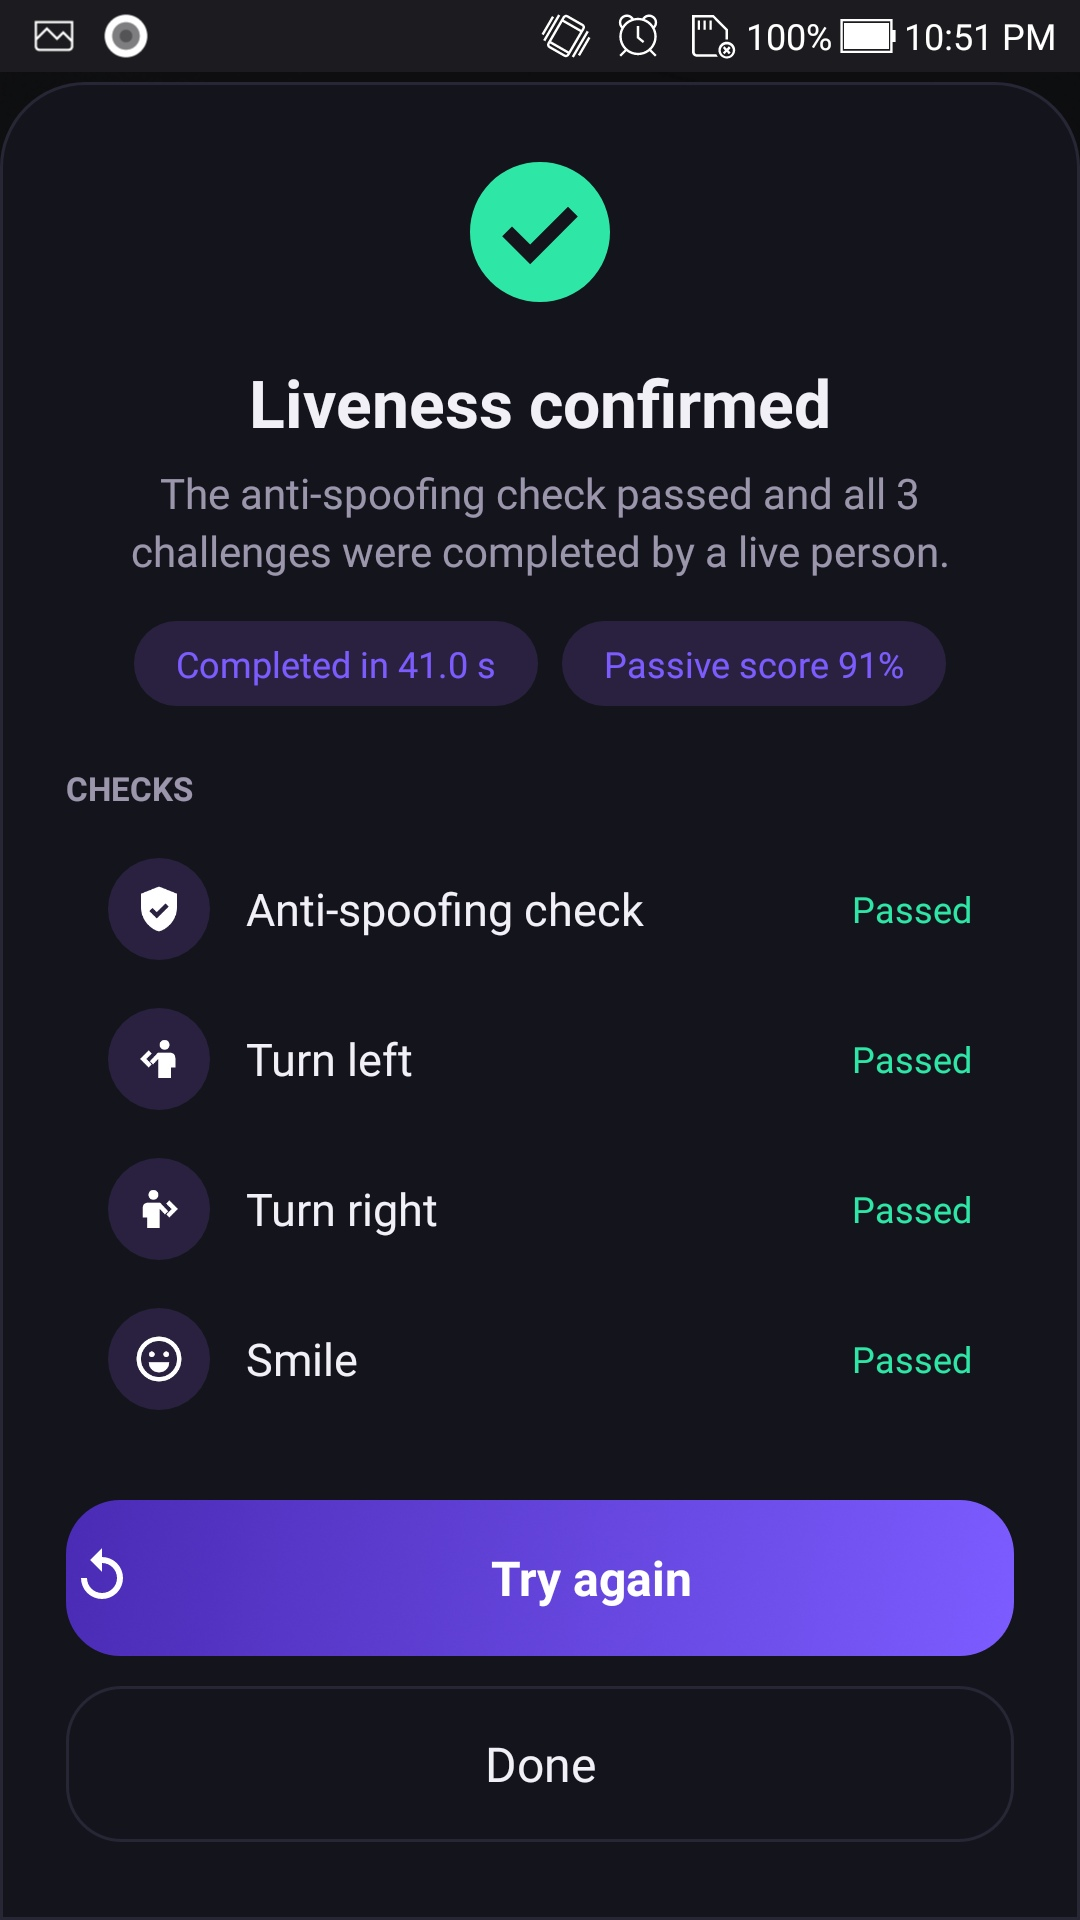 100% 10:51 PM
Liveness confirmed
The anti-spoofing check passed and all 3
challenges were completed by a live person.
Completed in 41.0 s Passive score 91%
CHECKS
Anti-spoofing check Passed
Turn left Passed
Turn right Passed
Smile Passed
Try again
Done